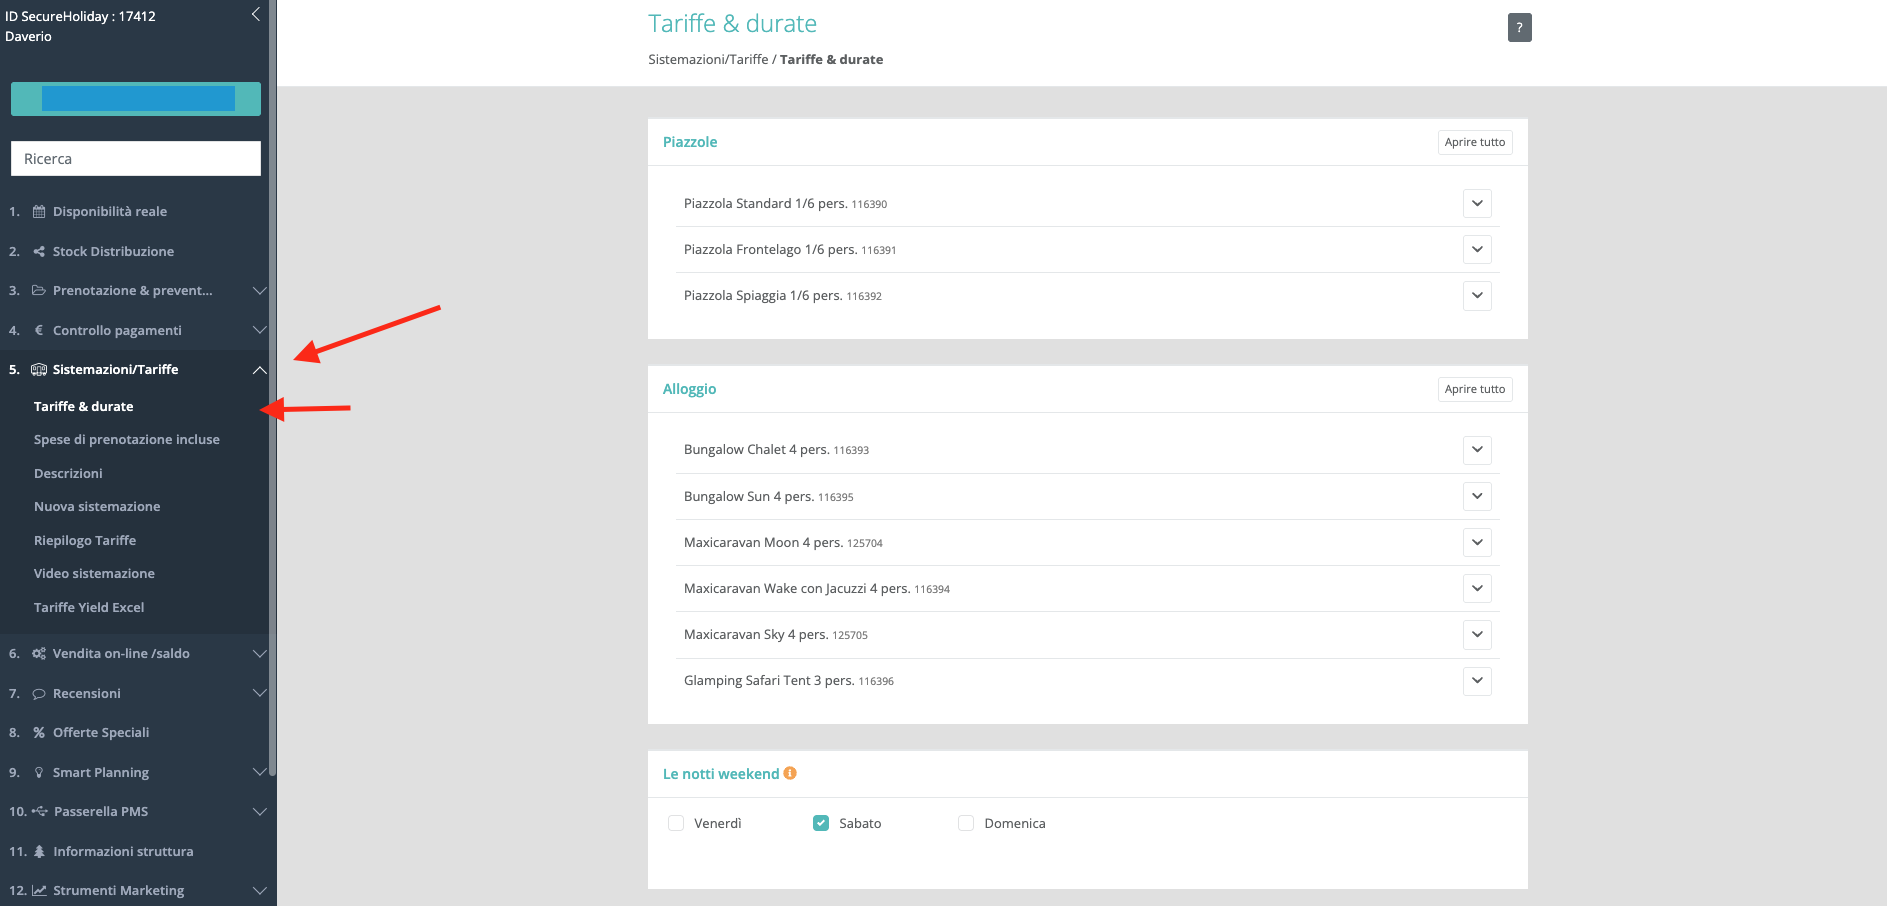 ID SecureHoliday : 17412
Daverio
Ricerca
1. Disponibilità reale
2. Stock Distribuzione
3. Prenotazione & prevent...
4. € Controllo pagamenti
5. Sistemazioni/Tariffe
Tariffe & durate
Spese di prenotazione incluse
Descrizioni
Nuova sistemazione
Riepilogo Tariffe
Video sistemazione
Tariffe Yield Excel
6. Vendita on-line /saldo
7. Recensioni
8. % Offerte Speciali
9. Smart Planning
10. Passerella PMS
11. Informazioni struttura
12. Strumenti Marketing
Tariffe & durate
?
Sistemazioni/Tariffe / Tariffe & durate
Piazzole
Aprire tutto
Piazzola Standard 1/6 pers. 116390
Piazzola Frontelago 1/6 pers. 116391
Piazzola Spiaggia 1/6 pers. 116392
Alloggio
Aprire tutto
Bungalow Chalet 4 pers. 116393
Bungalow Sun 4 pers. 116395
Maxicaravan Moon 4 pers. 125704
Maxicaravan Wake con Jacuzzi 4 pers. 116394
Maxicaravan Sky 4 pers. 125705
Glamping Safari Tent 3 pers. 116396
Le notti weekend
Venerdì
Sabato
Domenica